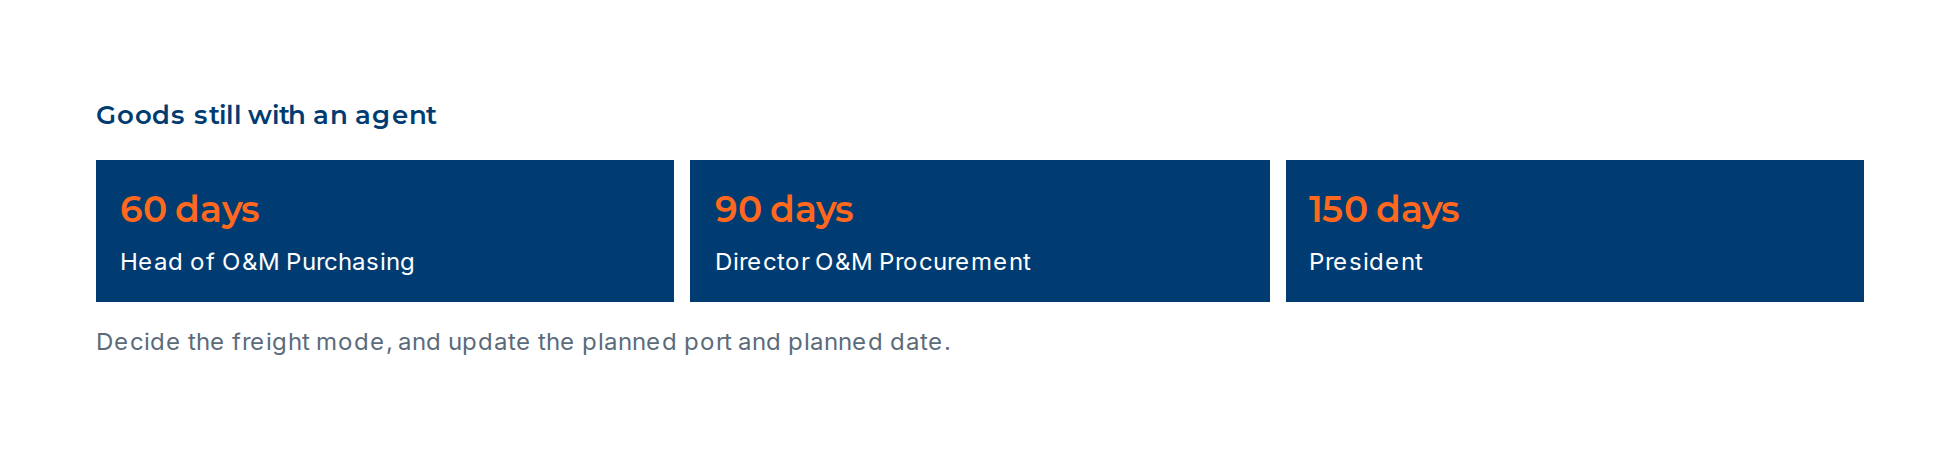 Goods still with an agent
60 days
Head of O&M Purchasing
90 days
Director O&M Procurement
150 days
President
Decide the freight mode, and update the planned port and planned date.